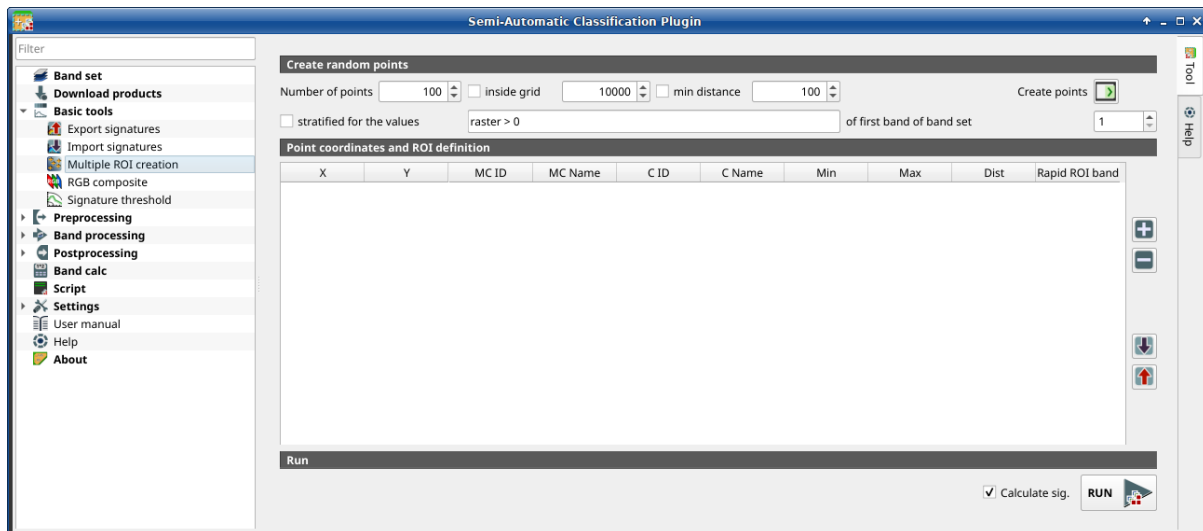 Semi-Automatic Classification Plugin
Filter
Band set
Download products
Basic tools
Export signatures
Import signatures
Multiple ROI creation
RGB composite
Signature threshold
Preprocessing
Band processing
Postprocessing
Band calc
Script
Settings
User manual
Help
About
Create random points
Number of points 100 inside grid 10000 min distance 100 Create points
stratified for the values raster > 0 of first band of band set 1
Point coordinates and ROI definition
X Y MC ID MC Name C ID C Name Min Max Dist Rapid ROI band
Run
Calculate sig. RUN
Tool
Help